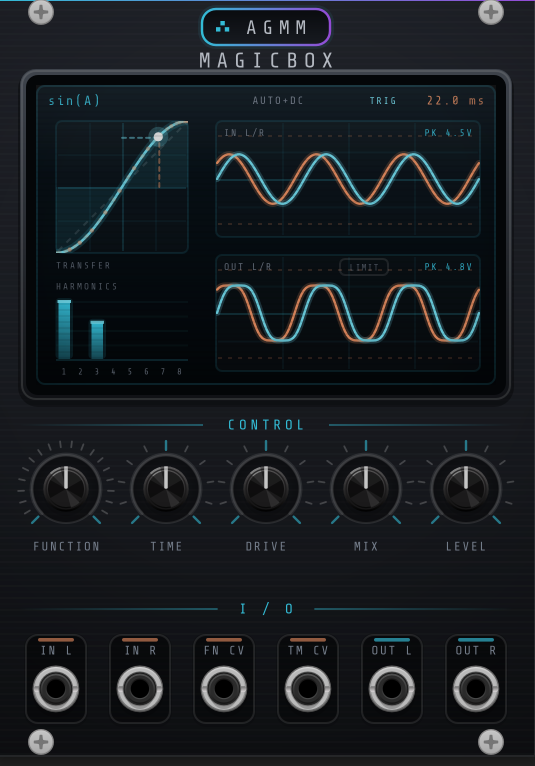 AGMM
MAGICBOX
sin(A) AUTO+DC TRIG 22.0 ms
IN L/R PK 4.5V
TRANSFER
OUT L/R LIMIT PK 4.8V
HARMONICS
1 2 3 4 5 6 7 8
CONTROL
FUNCTION TIME DRIVE MIX LEVEL
I / O
IN L IN R FN CV TM CV OUT L OUT R